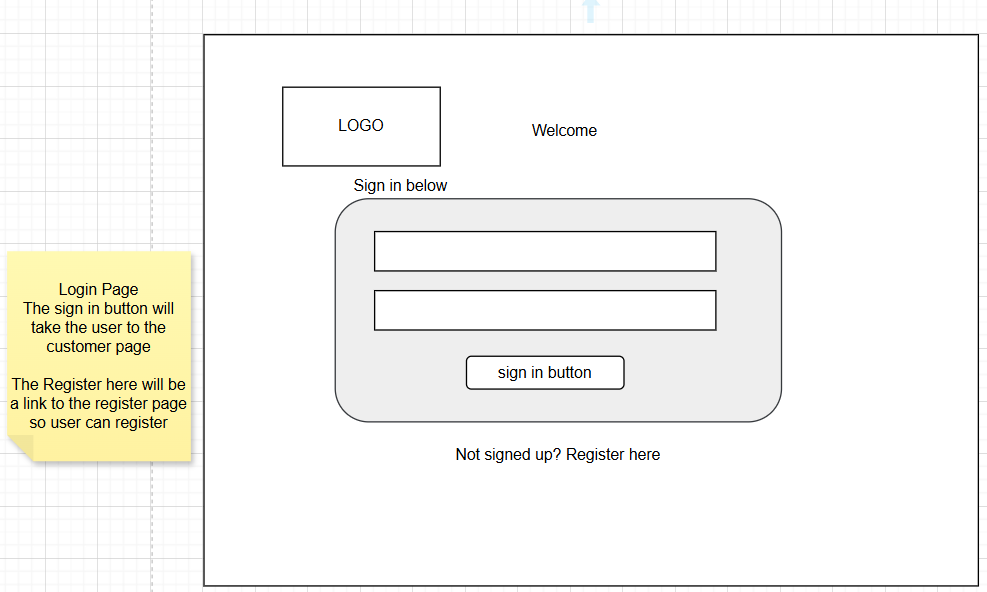 LOGO
Welcome
Sign in below
sign in button
Not signed up? Register here
Login Page
The sign in button will
take the user to the
customer page
The Register here will be
a link to the register page
so user can register